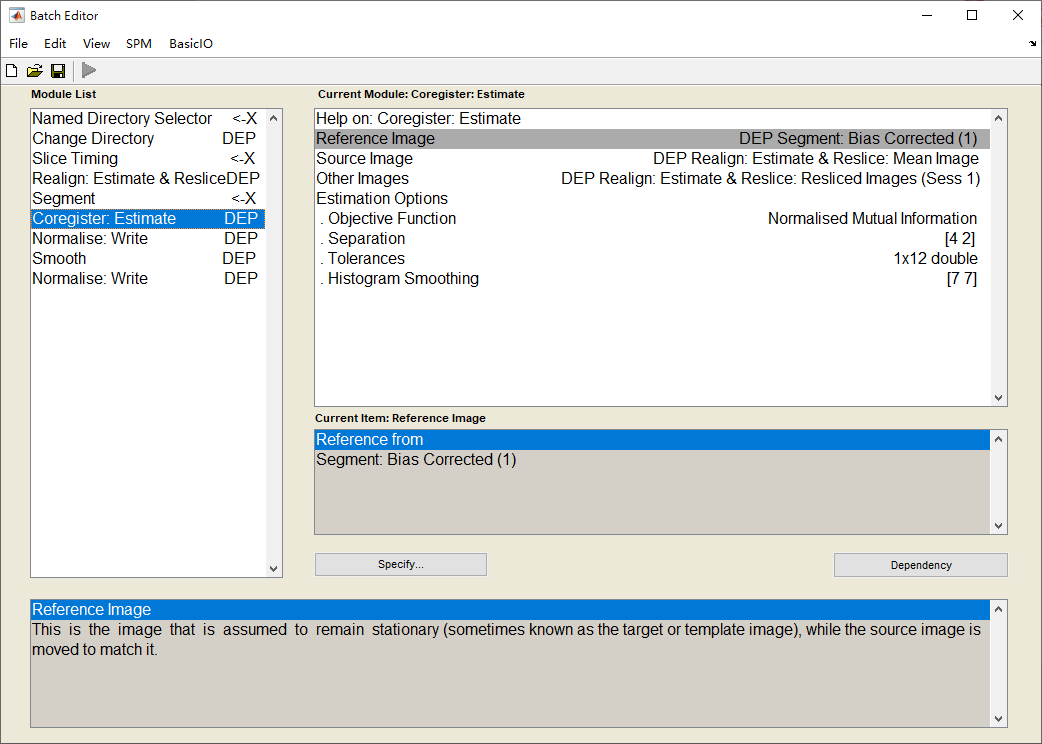 Batch Editor
File Edit View SPM BasicIO
Module List
Named Directory Selector <-X
Change Directory DEP
Slice Timing <-X
Realign: Estimate & ResliceDEP
Segment <-X
Coregister: Estimate DEP
Normalise: Write DEP
Smooth DEP
Normalise: Write DEP
Current Module: Coregister: Estimate
Help on: Coregister: Estimate
Reference Image DEP Segment: Bias Corrected (1)
Source Image DEP Realign: Estimate & Reslice: Mean Image
Other Images DEP Realign: Estimate & Reslice: Resliced Images (Sess 1)
Estimation Options
. Objective Function Normalised Mutual Information
. Separation [4 2]
. Tolerances 1x12 double
. Histogram Smoothing [7 7]
Current Item: Reference Image
Reference from
Segment: Bias Corrected (1)
Specify... Dependency
Reference Image
This is the image that is assumed to remain stationary (sometimes known as the target or template image), while the source image is
moved to match it.